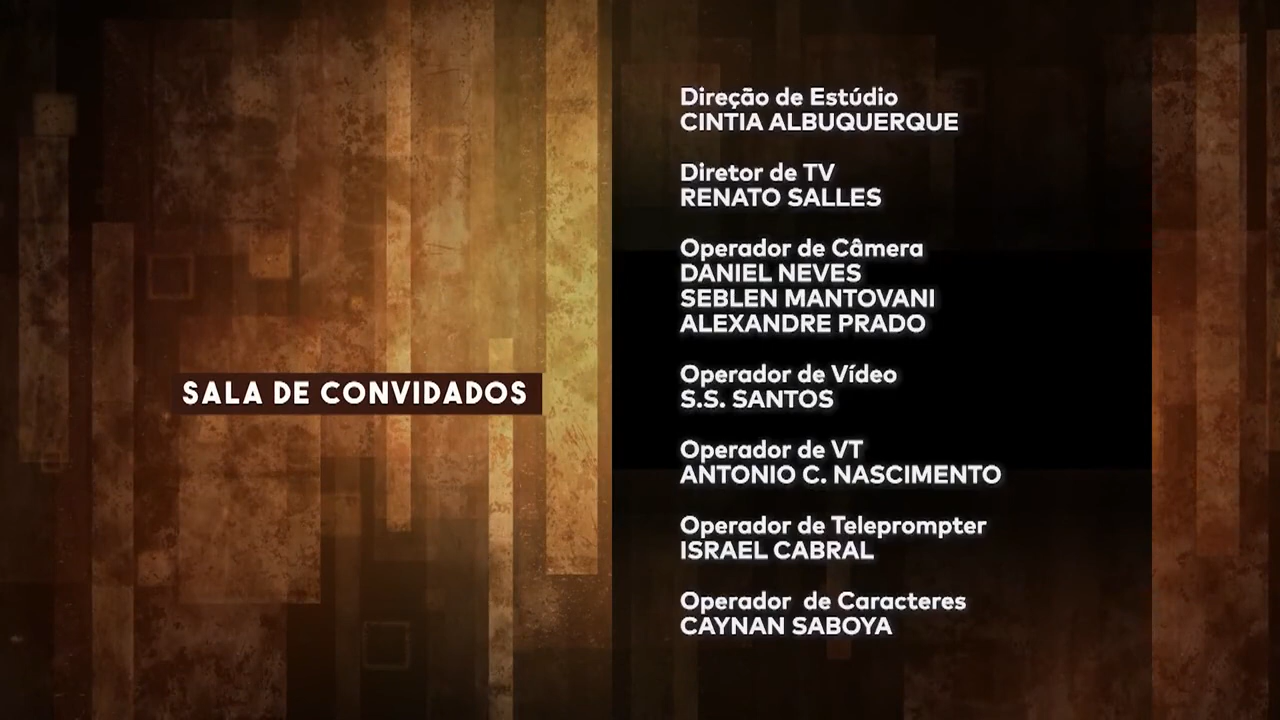 SALA DE CONVIDADOS
Direção de Estúdio
CINTIA ALBUQUERQUE
Diretor de TV
RENATO SALLES
Operador de Câmera
DANIEL NEVES
SEBLEN MANTOVANI
ALEXANDRE PRADO
Operador de Vídeo
S.S. SANTOS
Operador de VT
ANTONIO C. NASCIMENTO
Operador de Teleprompter
ISRAEL CABRAL
Operador  de Caracteres
CAYNAN SABOYA